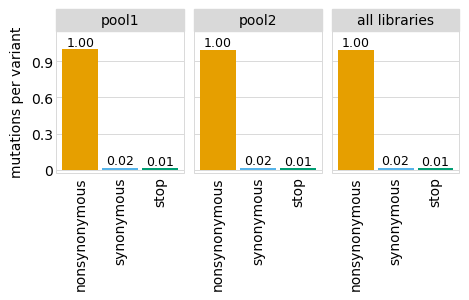 pool1 pool2 all libraries
mutations per variant
0.9
0.6
0.3
0
1.00 0.02 0.01
1.00 0.02 0.01
1.00 0.02 0.01
nonsynonymous synonymous stop
nonsynonymous synonymous stop
nonsynonymous synonymous stop